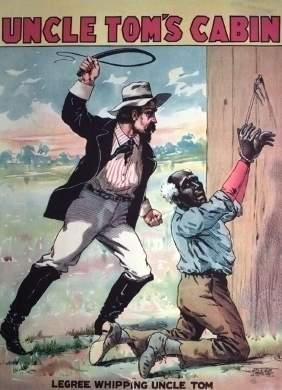 UNCLE TOM'S CABIN
LEGREE WHIPPING UNCLE TOM